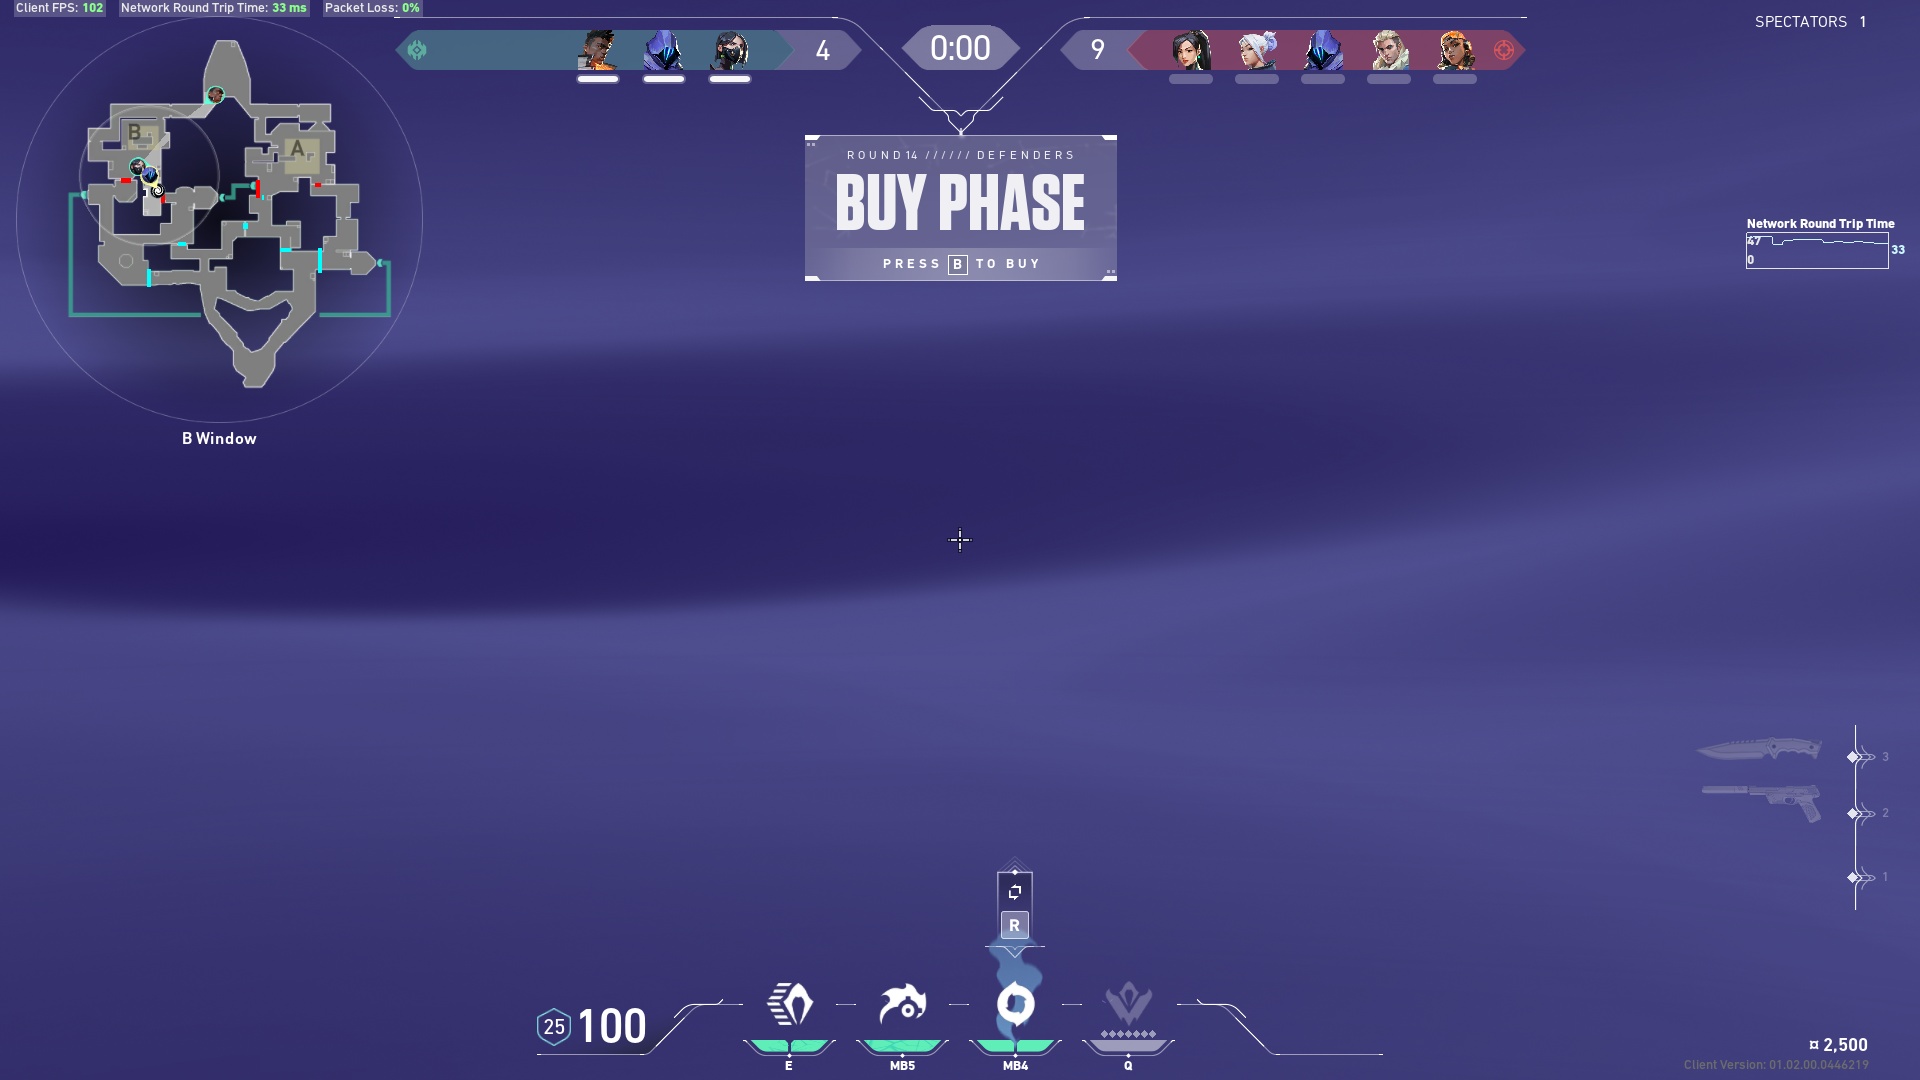 Client FPS: 102 Network Round Trip Time: 33 ms Packet Loss: 0%
4 0:00 9
SPECTATORS 1
B
A
ROUND 14 ////// DEFENDERS
BUY PHASE
PRESS B TO BUY
Network Round Trip Time
47
33
0
B Window
3
2
1
R
25 100
E MB5 MB4 Q
¤ 2,500
Client Version: 01.02.00.0446219